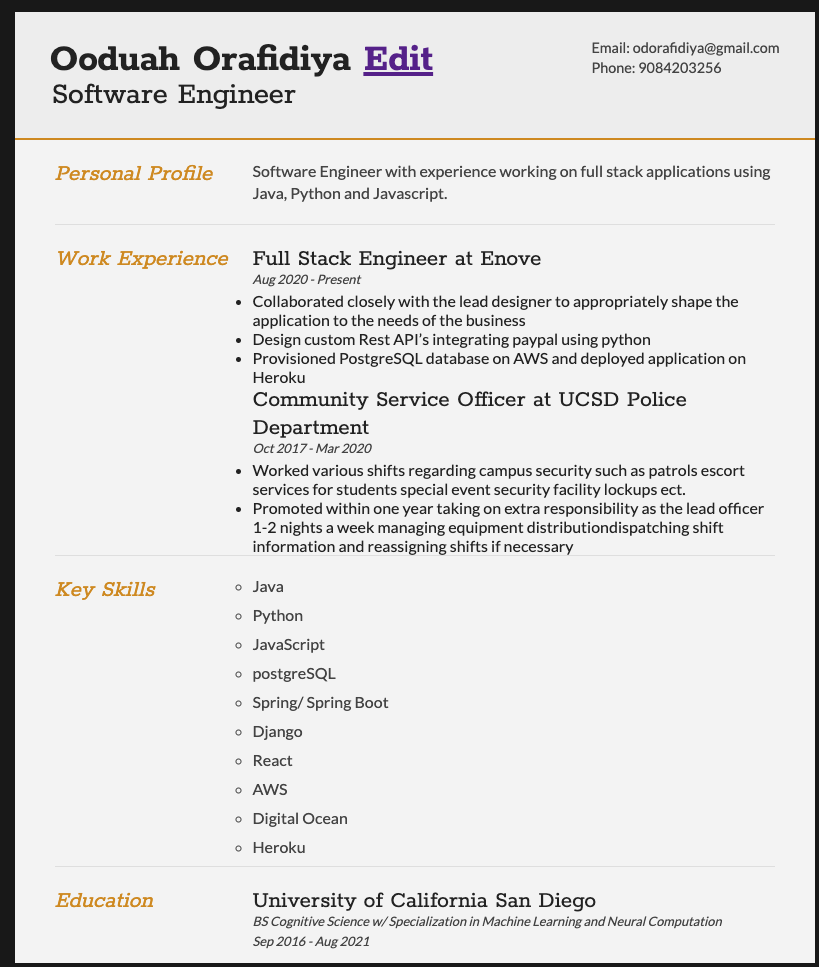 Ooduah Orafidiya Edit
Software Engineer
Email: odorafidiya@gmail.com
Phone: 9084203256
Personal Profile
Software Engineer with experience working on full stack applications using
Java, Python and Javascript.
Work Experience
Full Stack Engineer at Enove
Aug 2020 - Present
• Collaborated closely with the lead designer to appropriately shape the
application to the needs of the business
• Design custom Rest API's integrating paypal using python
• Provisioned PostgreSQL database on AWS and deployed application on
Heroku
Community Service Officer at UCSD Police
Department
Oct 2017 - Mar 2020
• Worked various shifts regarding campus security such as patrols escort
services for students special event security facility lockups ect.
• Promoted within one year taking on extra responsibility as the lead officer
1-2 nights a week managing equipment distributiondispatching shift
information and reassigning shifts if necessary
Key Skills
◦ Java
◦ Python
◦ JavaScript
◦ postgreSQL
◦ Spring/ Spring Boot
◦ Django
◦ React
◦ AWS
◦ Digital Ocean
◦ Heroku
Education
University of California San Diego
BS Cognitive Science w/ Specialization in Machine Learning and Neural Computation
Sep 2016 - Aug 2021